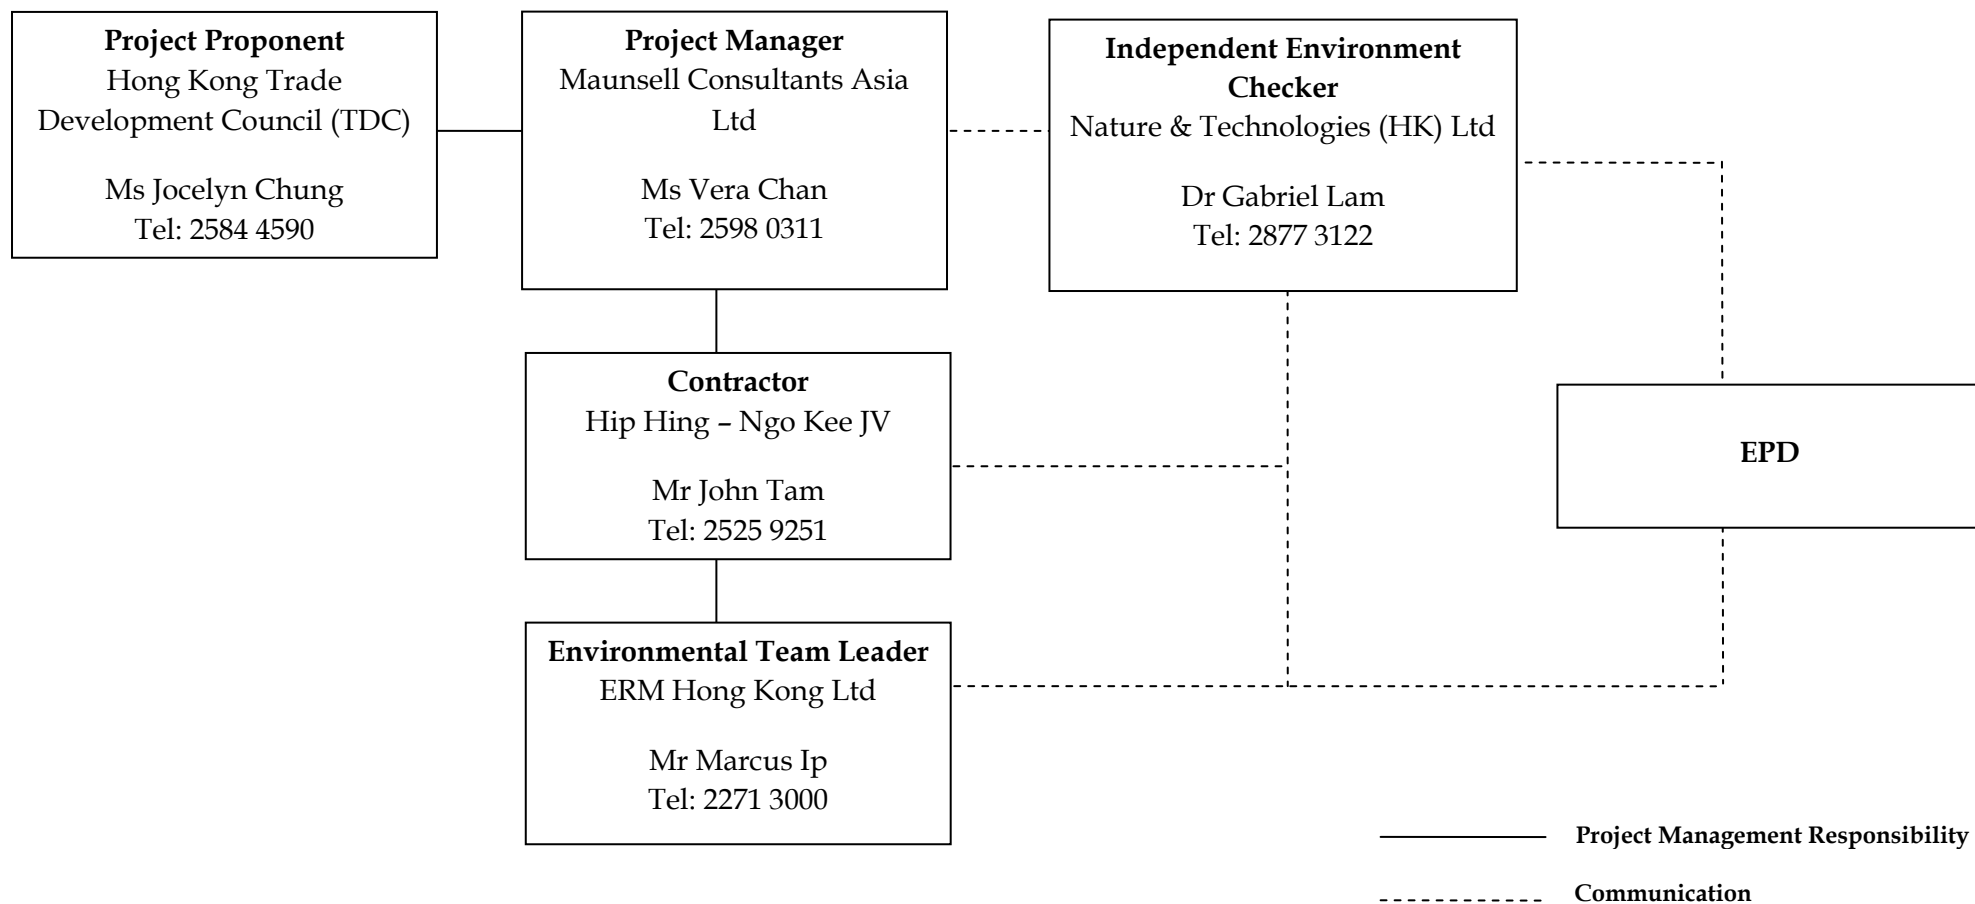 Project Proponent
Hong Kong Trade
Development Council (TDC)
Ms Jocelyn Chung
Tel: 2584 4590
Project Manager
Maunsell Consultants Asia
Ltd
Ms Vera Chan
Tel: 2598 0311
Independent Environment
Checker
Nature & Technologies (HK) Ltd
Dr Gabriel Lam
Tel: 2877 3122
Contractor
Hip Hing – Ngo Kee JV
Mr John Tam
Tel: 2525 9251
EPD
Environmental Team Leader
ERM Hong Kong Ltd
Mr Marcus Ip
Tel: 2271 3000
Project Management Responsibility
Communication